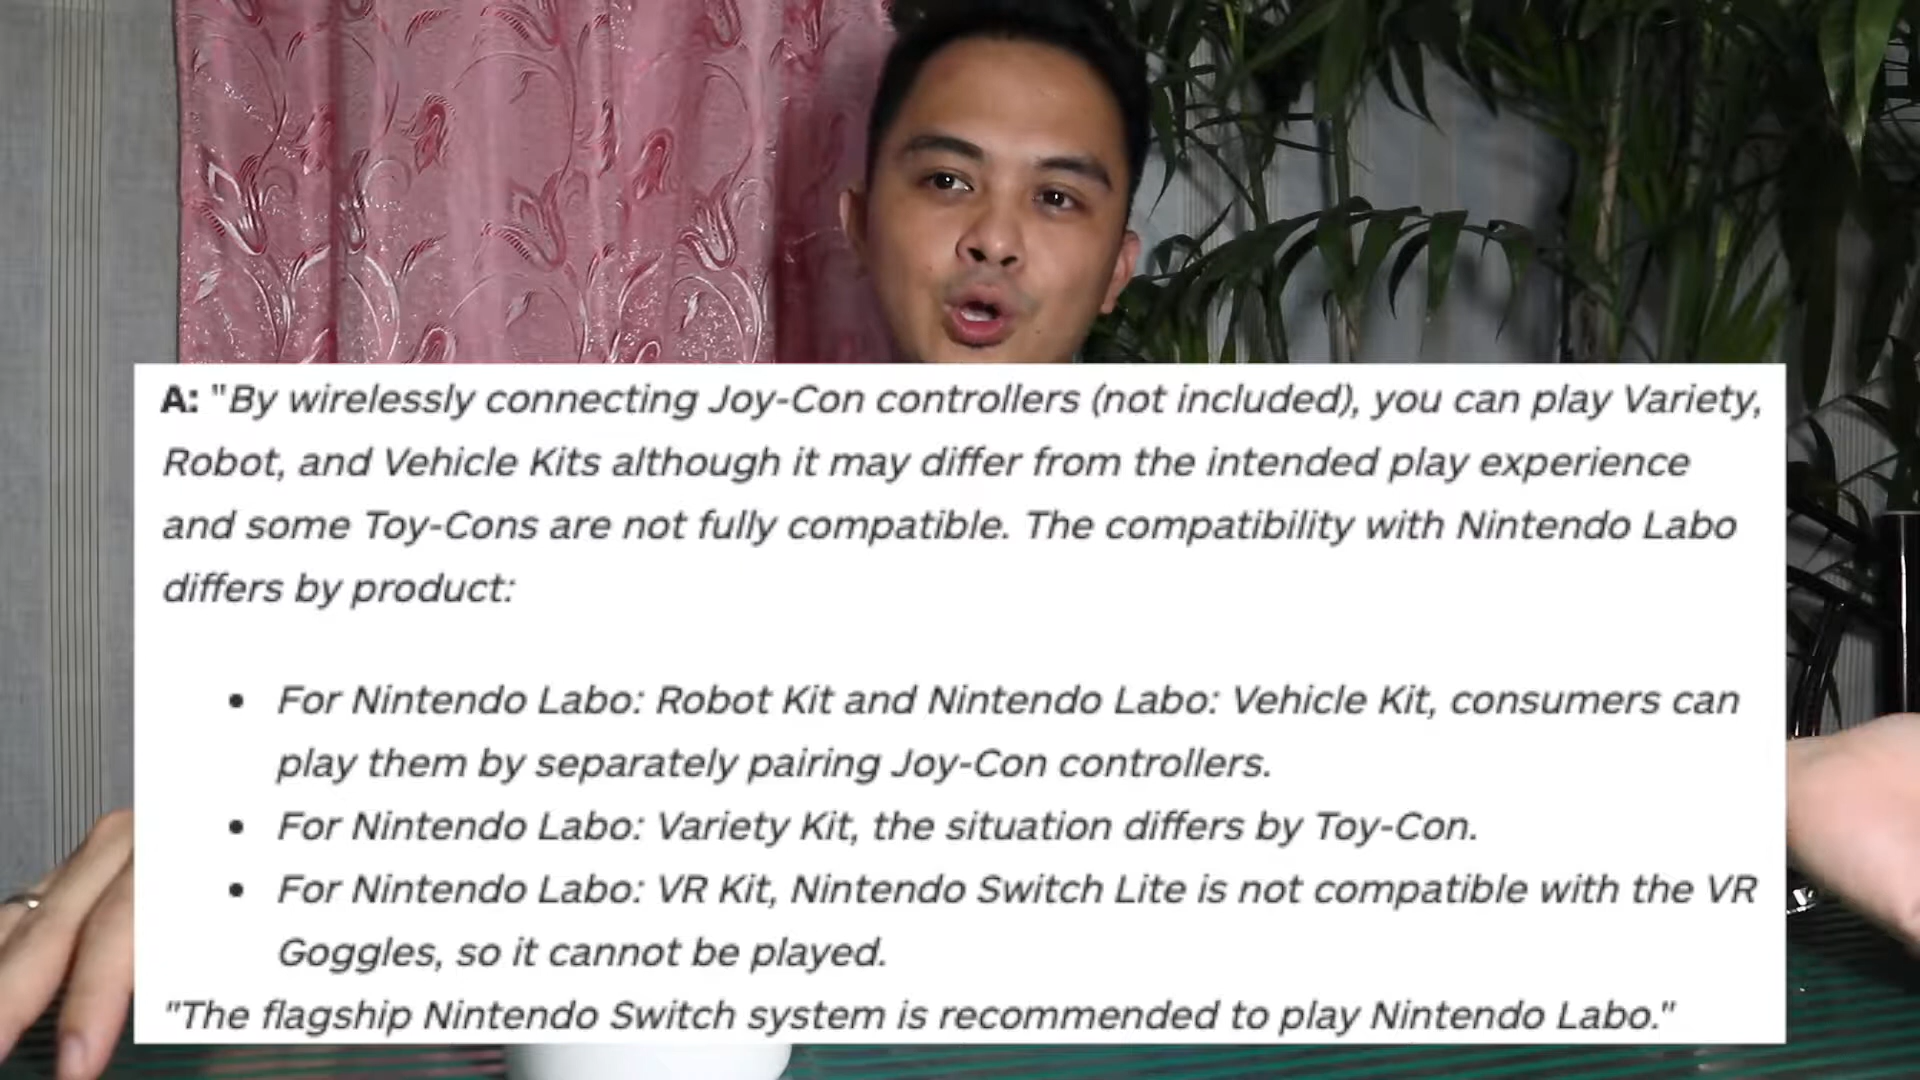 A: "By wirelessly connecting Joy-Con controllers (not included), you can play Variety,
Robot, and Vehicle Kits although it may differ from the intended play experience
and some Toy-Cons are not fully compatible. The compatibility with Nintendo Labo
differs by product:
• For Nintendo Labo: Robot Kit and Nintendo Labo: Vehicle Kit, consumers can
play them by separately pairing Joy-Con controllers.
• For Nintendo Labo: Variety Kit, the situation differs by Toy-Con.
• For Nintendo Labo: VR Kit, Nintendo Switch Lite is not compatible with the VR
Goggles, so it cannot be played.
"The flagship Nintendo Switch system is recommended to play Nintendo Labo."